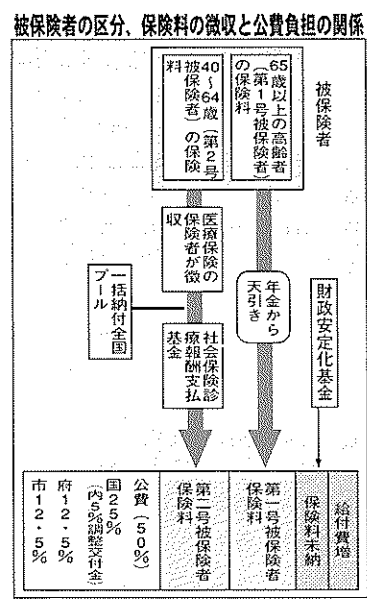 被保険者の区分、保険料の徴収と公費負担の関係
被保険者
65歳以上の高齢者
(第1号被保険者)
の保険料
40〜64歳(第2号
被保険者)の保険
料
財政安定化基金
年金から
天引き
医療保険の
保険者が徴
収
一括納付全国
プール
社会保険診
療報酬支払
基金
給付費増
保険料未納
第一号被保険者
保険料
第二号被保険者
保険料
公費(50%)
国25%
(内5%調整交付金)
府12・5%
市12・5%